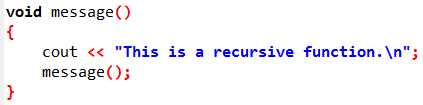 void message()
{
    cout << "This is a recursive function.\n";
    message();
}